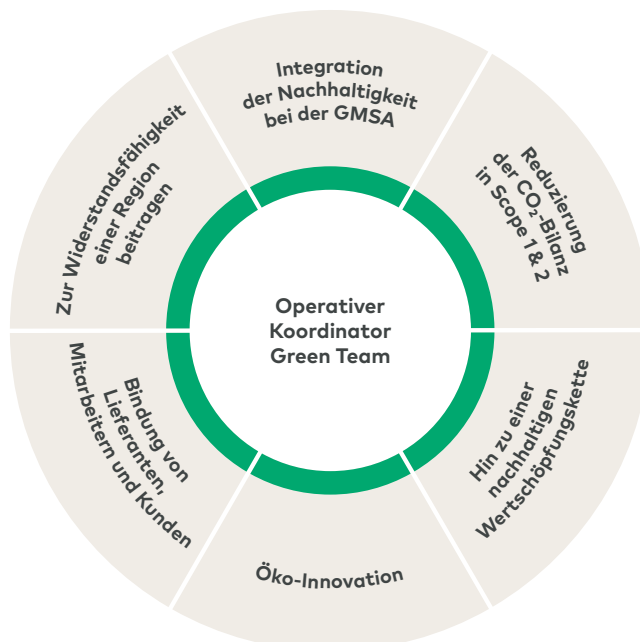 Integration
der Nachhaltigkeit
bei der GMSA
Reduzierung
der CO₂-Bilanz
in Scope 1 & 2
Hin zu einer
nachhaltigen
Wertschöpfungskette
Öko-Innovation
Bindung von
Lieferanten,
Mitarbeitern und Kunden
Zur Widerstandsfähigkeit
einer Region
beitragen
Operativer
Koordinator
Green Team